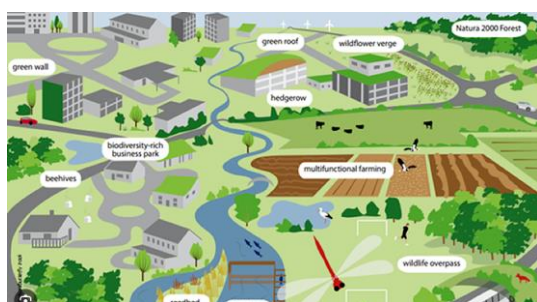 Natura 2000 Forest
green roof
wildflower verge
green wall
hedgerow
biodiversity-rich
business park
multifunctional farming
beehives
wildlife overpass